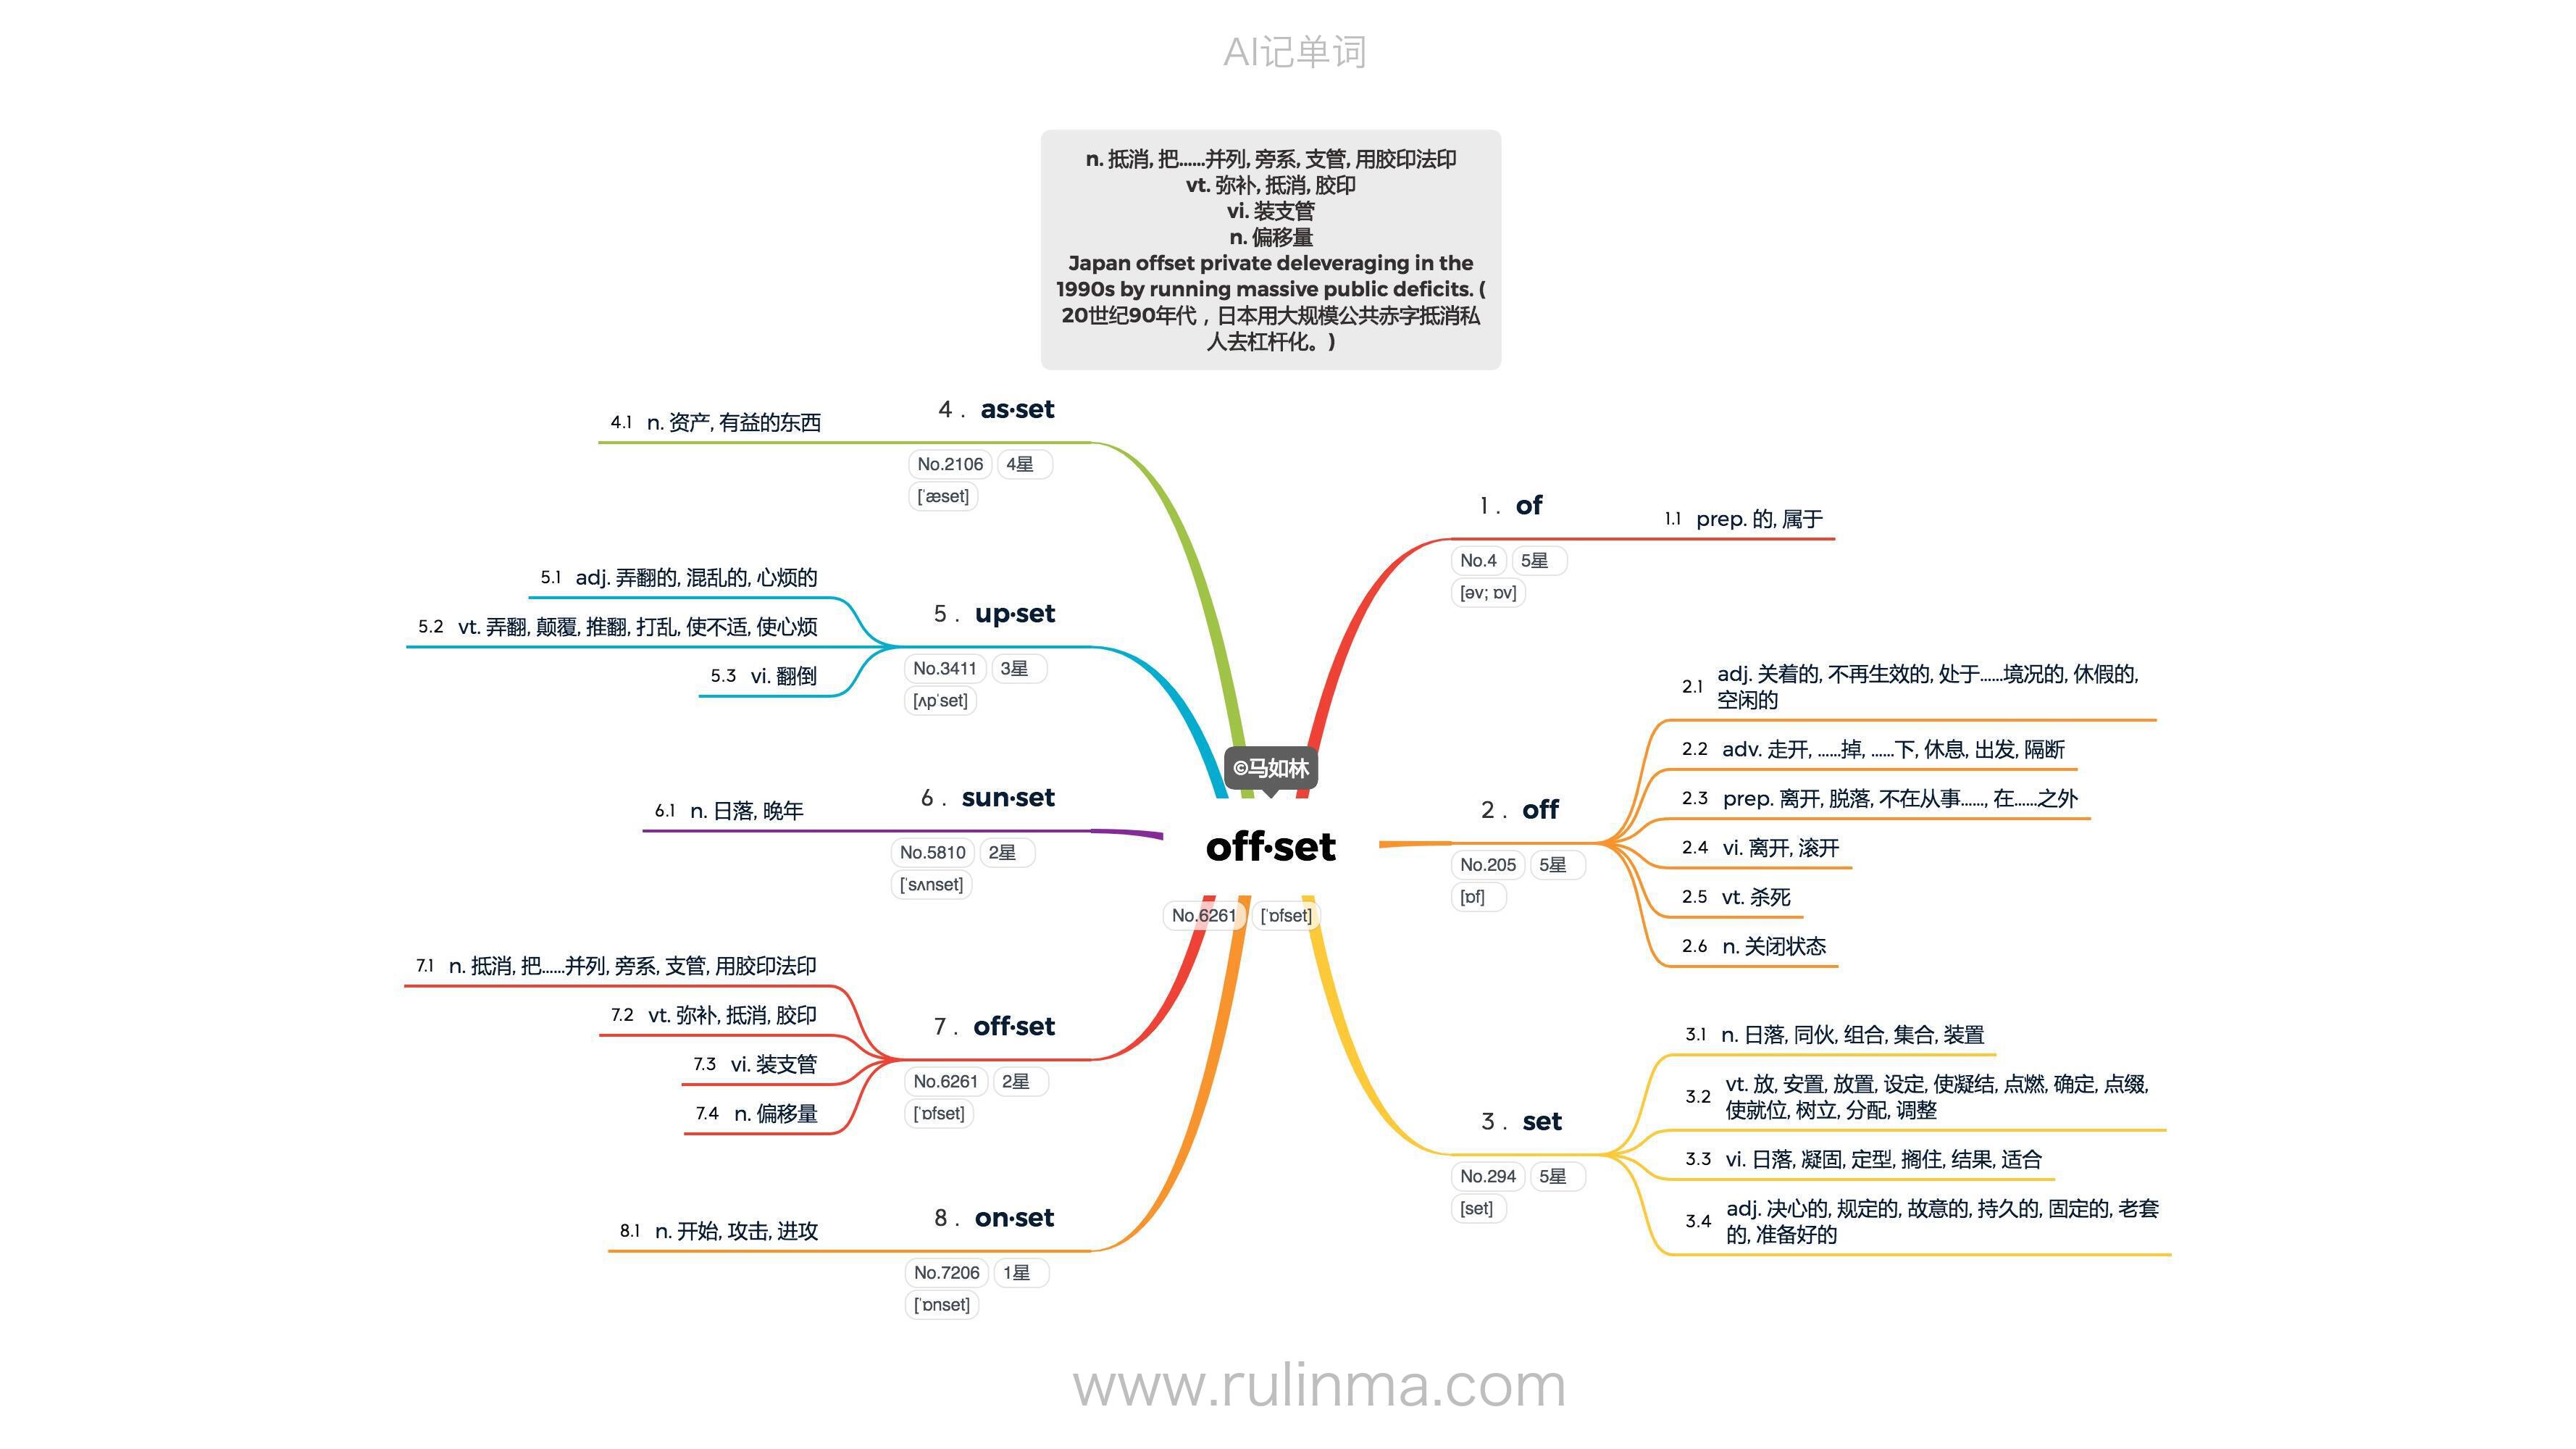 AI记单词
n. 抵消, 把......并列, 旁系, 支管, 用胶印法印
vt. 弥补, 抵消, 胶印
vi. 装支管
n. 偏移量
Japan offset private deleveraging in the
1990s by running massive public deficits. (
20世纪90年代，日本用大规模公共赤字抵消私
人去杠杆化。)
©马如林
off·set
No.6261 [ˈɒfset]
1. of
No.4 5星
[əv; ɒv]
1.1 prep. 的, 属于
2. off
No.205 5星
[ɒf]
2.1 adj. 关着的, 不再生效的, 处于......境况的, 休假的,
空闲的
2.2 adv. 走开, ......掉, ......下, 休息, 出发, 隔断
2.3 prep. 离开, 脱落, 不在从事......, 在......之外
2.4 vi. 离开, 滚开
2.5 vt. 杀死
2.6 n. 关闭状态
3. set
No.294 5星
[set]
3.1 n. 日落, 同伙, 组合, 集合, 装置
3.2 vt. 放, 安置, 放置, 设定, 使凝结, 点燃, 确定, 点缀,
使就位, 树立, 分配, 调整
3.3 vi. 日落, 凝固, 定型, 搁住, 结果, 适合
3.4 adj. 决心的, 规定的, 故意的, 持久的, 固定的, 老套
的, 准备好的
4. as·set
No.2106 4星
[ˈæset]
4.1 n. 资产, 有益的东西
5. up·set
No.3411 3星
[ʌpˈset]
5.1 adj. 弄翻的, 混乱的, 心烦的
5.2 vt. 弄翻, 颠覆, 推翻, 打乱, 使不适, 使心烦
5.3 vi. 翻倒
6. sun·set
No.5810 2星
[ˈsʌnset]
6.1 n. 日落, 晚年
7. off·set
No.6261 2星
[ˈɒfset]
7.1 n. 抵消, 把......并列, 旁系, 支管, 用胶印法印
7.2 vt. 弥补, 抵消, 胶印
7.3 vi. 装支管
7.4 n. 偏移量
8. on·set
No.7206 1星
[ˈɒnset]
8.1 n. 开始, 攻击, 进攻
www.rulinma.com